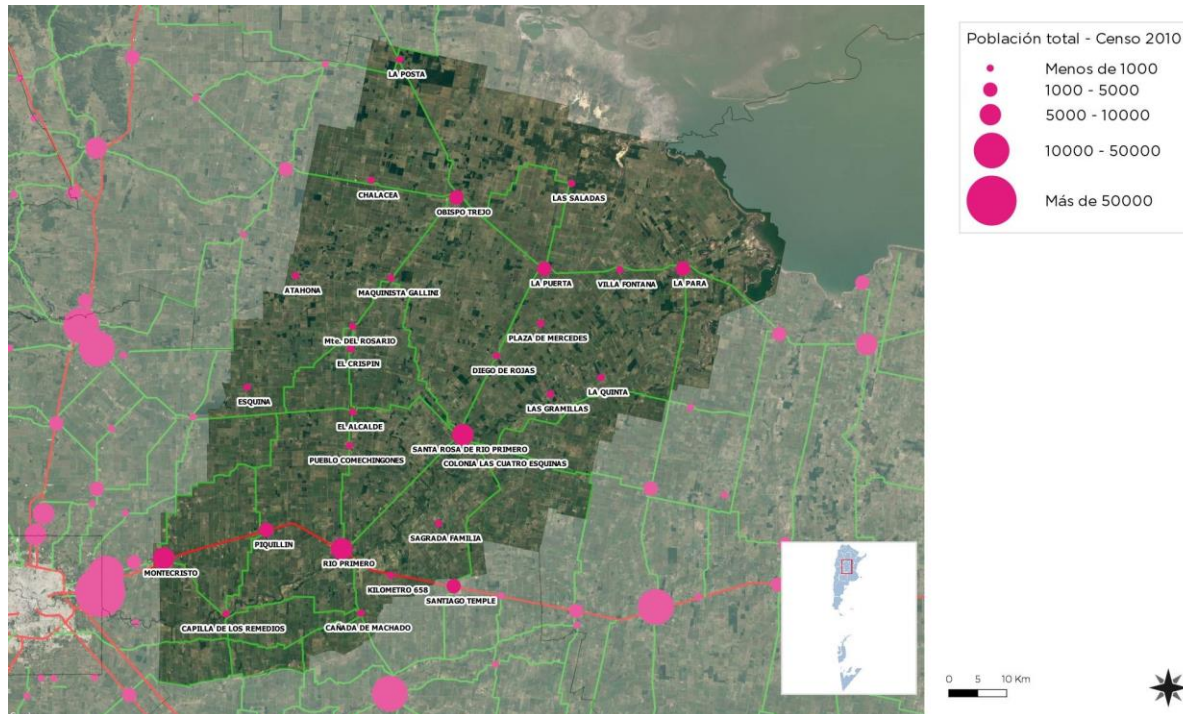 Población total - Censo 2010
Menos de 1000
1000 - 5000
5000 - 10000
10000 - 50000
Más de 50000
LA POSTA
CHALACEA
OBISPO TREJO
LAS SALADAS
ATAHONA
MAQUINISTA GALLINI
LA PUERTA
VILLA FONTANA
LA PARA
Mte. DEL ROSARIO
PLAZA DE MERCEDES
EL CRISPIN
DIEGO DE ROJAS
ESQUINA
LA QUINTA
LAS GRAMILLAS
EL ALCALDE
SANTA ROSA DE RIO PRIMERO
PUEBLO COMECHINGONES
COLONIA LAS CUATRO ESQUINAS
SAGRADA FAMILIA
PIQUILLIN
RIO PRIMERO
MONTECRISTO
KILOMETRO 658
SANTIAGO TEMPLE
CAPILLA DE LOS REMEDIOS
CAÑADA DE MACHADO
0 5 10 Km